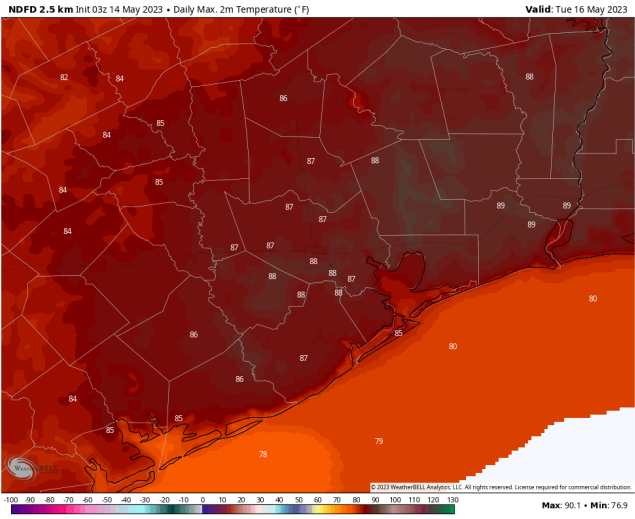 NDFD 2.5 km Init 03z 14 May 2023 • Daily Max. 2m Temperature (°F) Valid: Tue 16 May 2023
82 84 88
86
85
84
87 88
85
84
87 89 89
87 89
84
87 87
88
88 88 87
88 88 80
86 85
80
87
86
84
85
85
79
78
WEATHERBELL
© 2023 WeatherBELL Analytics, LLC. All rights reserved. License required for commercial distribution.
-100 -90 -80 -70 -60 -50 -40 -30 -20 -10 0 10 20 30 40 50 60 70 80 90 100 110 120 130
Max: 90.1 • Min: 76.9